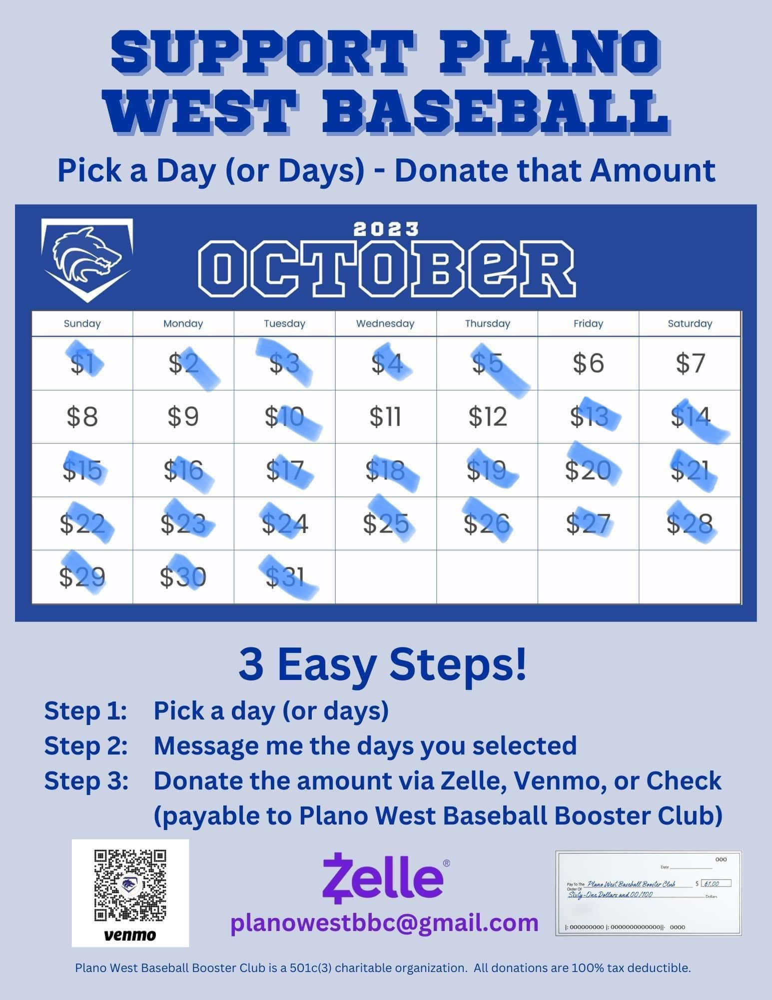 SUPPORT PLANO
WEST BASEBALL
Pick a Day (or Days) - Donate that Amount
2023
OCTOBeR
Sunday Monday Tuesday Wednesday Thursday Friday Saturday
$1 $2 $3 $4 $5 $6 $7
$8 $9 $10 $11 $12 $13 $14
$15 $16 $17 $18 $19 $20 $21
$22 $23 $24 $25 $26 $27 $28
$29 $30 $31
3 Easy Steps!
Step 1: Pick a day (or days)
Step 2: Message me the days you selected
Step 3: Donate the amount via Zelle, Venmo, or Check
(payable to Plano West Baseball Booster Club)
venmo
Zelle®
planowestbbc@gmail.com
000
Date
Pay To The Order Of Plano West Baseball Booster Club $ 61.00
Sixty-One Dollars and 00/100 Dollars
|: 000000000 |: 0000000000000||- 0000
Plano West Baseball Booster Club is a 501c(3) charitable organization. All donations are 100% tax deductible.